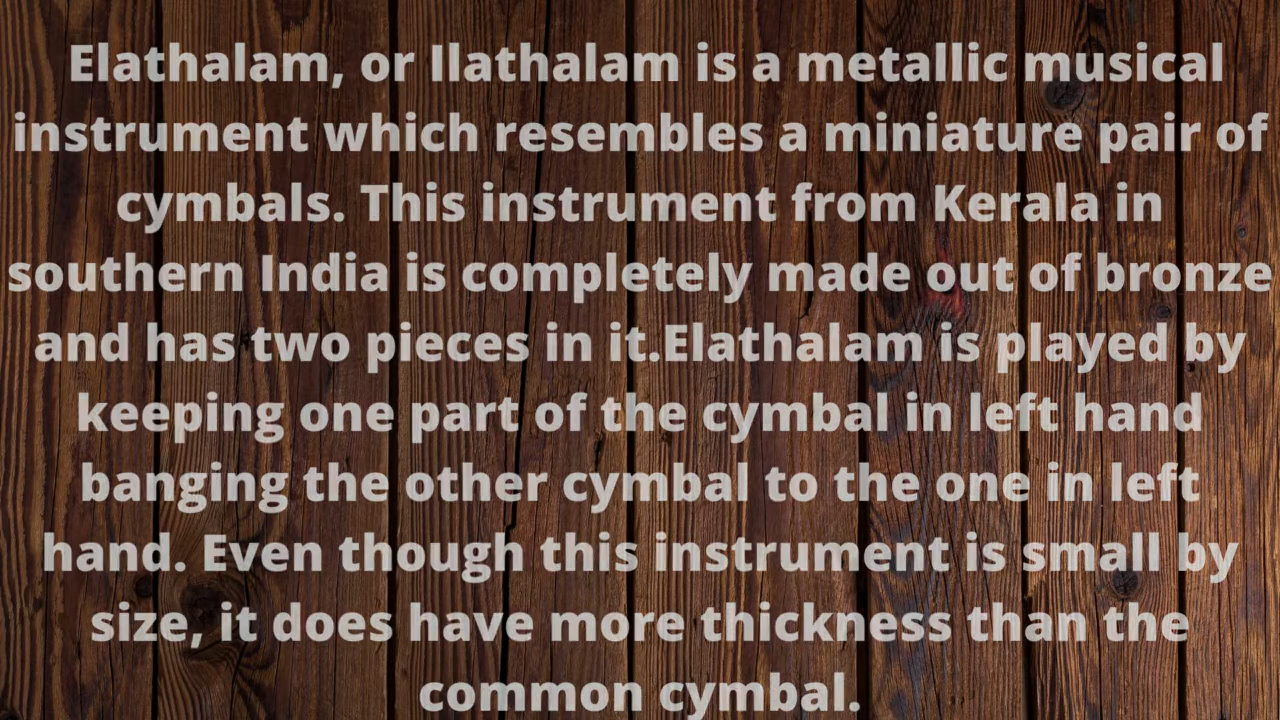 Elathalam, or Ilathalam is a metallic musical
instrument which resembles a miniature pair of
cymbals. This instrument from Kerala in
southern India is completely made out of bronze
and has two pieces in it.Elathalam is played by
keeping one part of the cymbal in left hand
banging the other cymbal to the one in left
hand. Even though this instrument is small by
size, it does have more thickness than the
common cymbal.